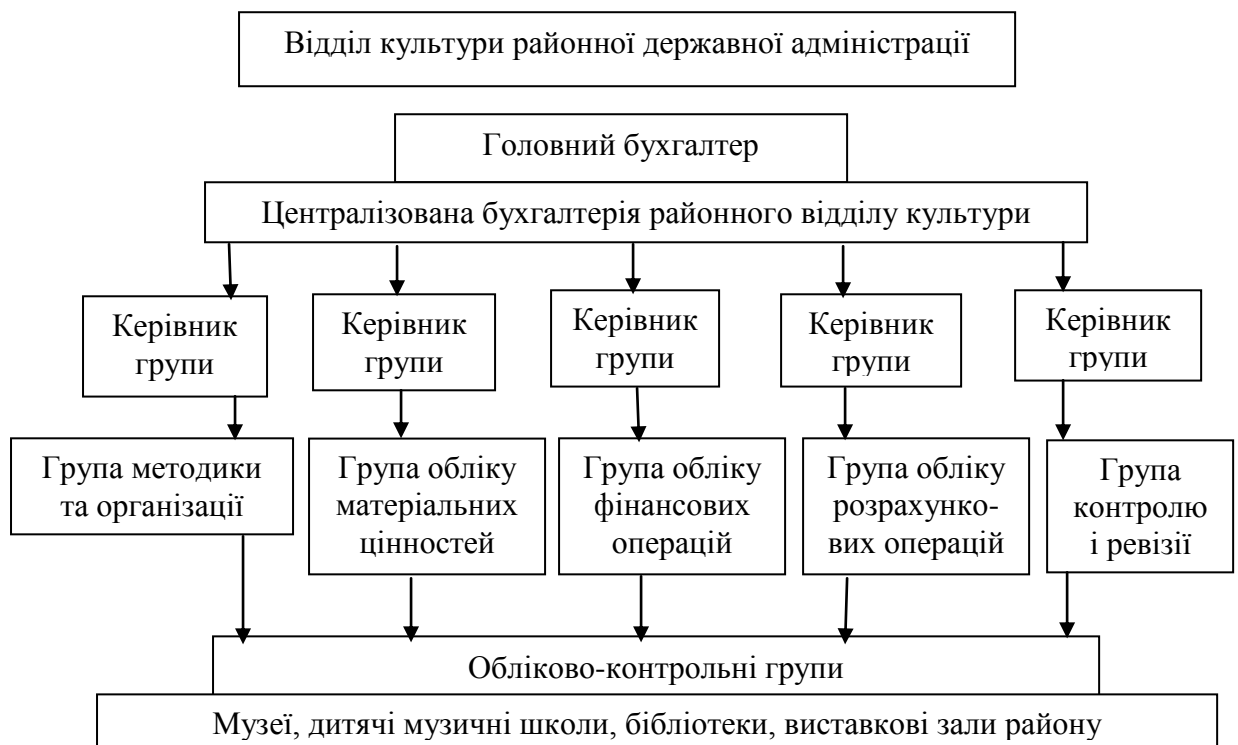 Відділ культури районної державної адміністрації
Головний бухгалтер
Централізована бухгалтерія районного відділу культури
Керівник
групи
Керівник
групи
Керівник
групи
Керівник
групи
Керівник
групи
Група методики
та організації
Група обліку
матеріальних
цінностей
Група обліку
фінансових
операцій
Група обліку
розрахунко-
вих операцій
Група
контролю
і ревізії
Обліково-контрольні групи
Музеї, дитячі музичні школи, бібліотеки, виставкові зали району